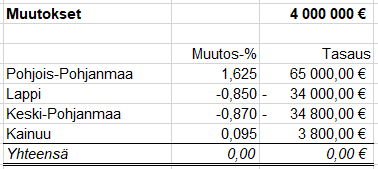 Muutokset 4 000 000 €
Muutos-% Tasaus
Pohjois-Pohjanmaa 1,625 65 000,00 €
Lappi -0,850 - 34 000,00 €
Keski-Pohjanmaa -0,870 - 34 800,00 €
Kainuu 0,095 3 800,00 €
Yhteensä 0,00 0,00 €